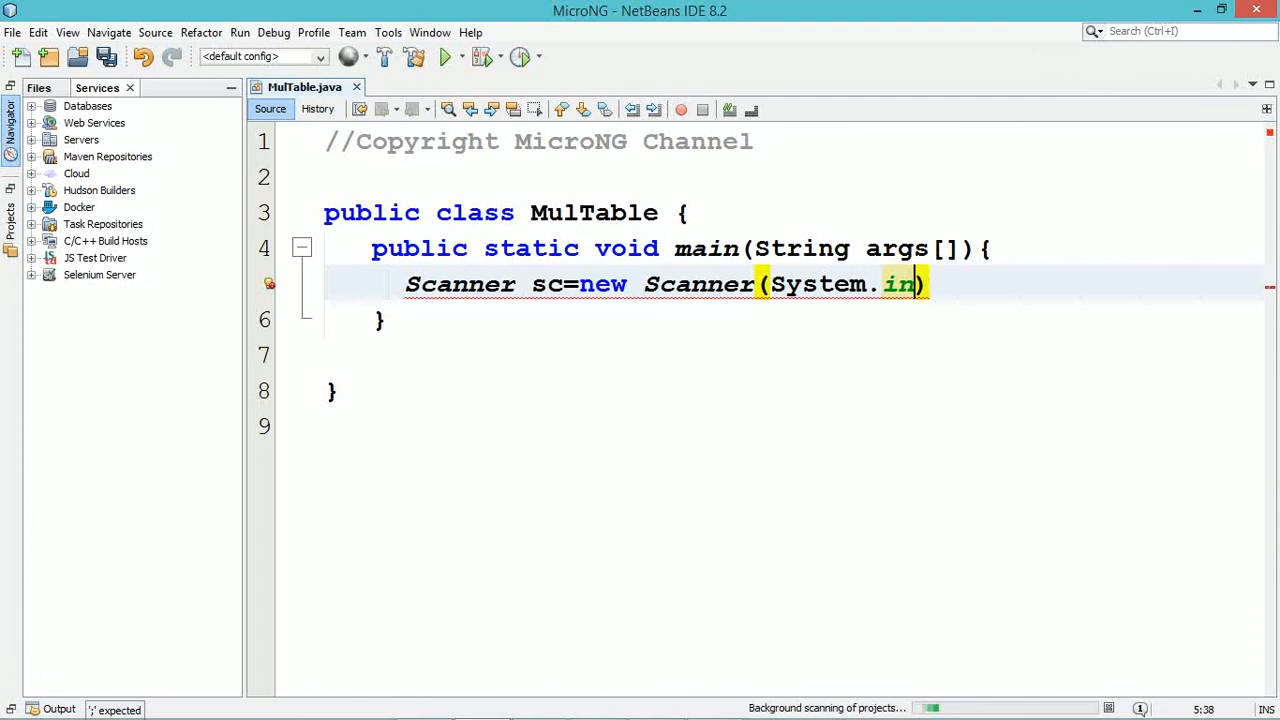 MicroNG - NetBeans IDE 8.2
File Edit View Navigate Source Refactor Run Debug Profile Team Tools Window Help
Search (Ctrl+I)
<default config>
Files Services
MulTable.java
Source History
Navigator
Projects
Databases
Web Services
Servers
Maven Repositories
Cloud
Hudson Builders
Docker
Task Repositories
C/C++ Build Hosts
JS Test Driver
Selenium Server
1 //Copyright MicroNG Channel
2
3 public class MulTable {
4 public static void main(String args[]){
Scanner sc=new Scanner(System.in)
6 }
7
8 }
9
Output
';' expected
Background scanning of projects...
1
5:38
INS